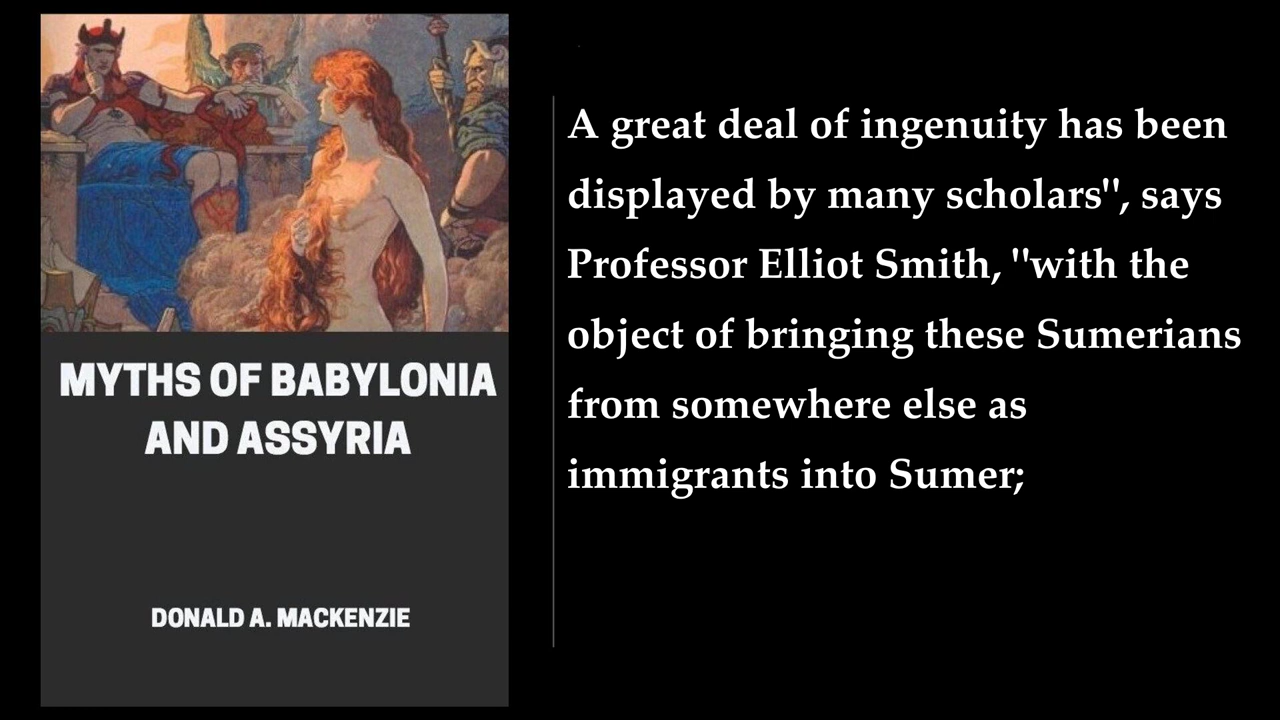 MYTHS OF BABYLONIA
AND ASSYRIA
DONALD A. MACKENZIE
A great deal of ingenuity has been
displayed by many scholars", says
Professor Elliot Smith, "with the
object of bringing these Sumerians
from somewhere else as
immigrants into Sumer;